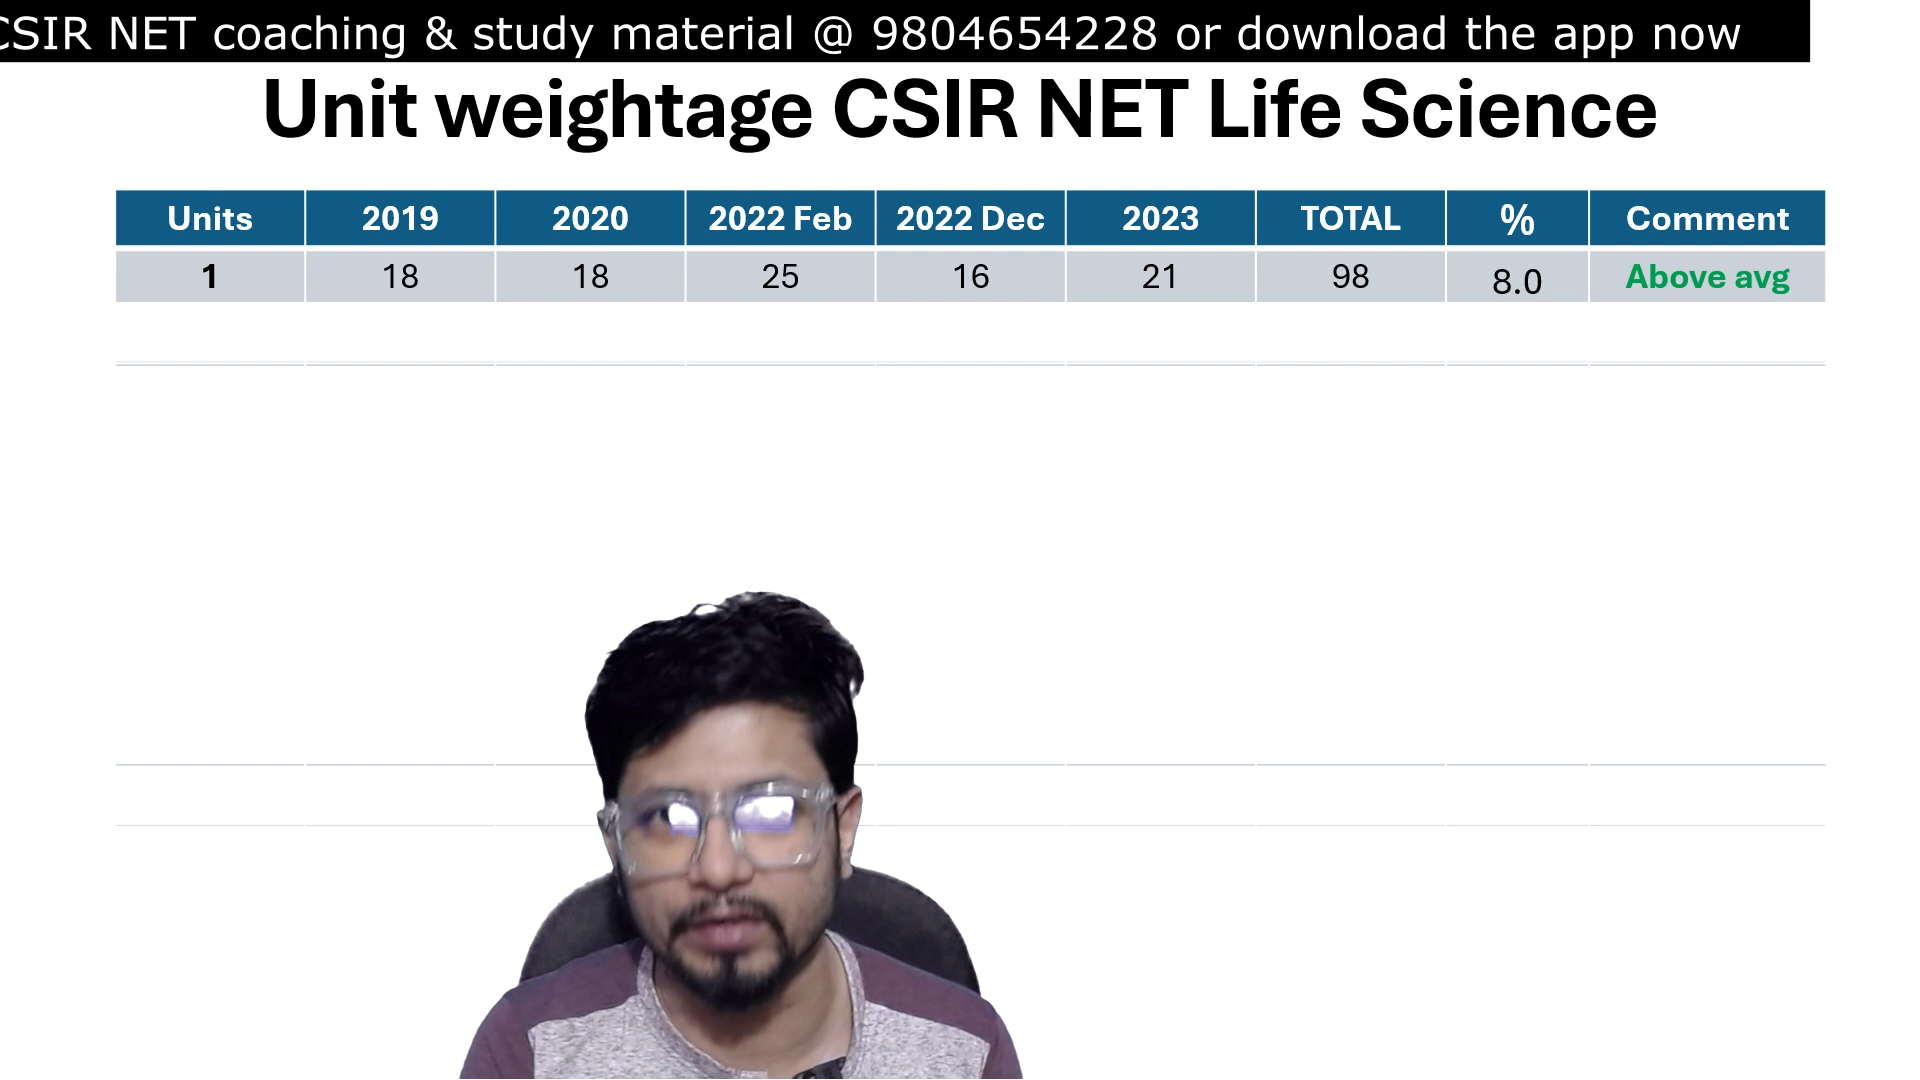 CSIR NET coaching & study material @ 9804654228 or download the app now
Unit weightage CSIR NET Life Science
Units 2019 2020 2022 Feb 2022 Dec 2023 TOTAL % Comment
1 18 18 25 16 21 98 8.0 Above avg